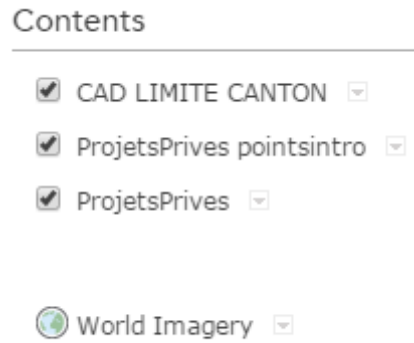 Contents
CAD LIMITE CANTON
ProjetsPrives pointsintro
ProjetsPrives
World Imagery